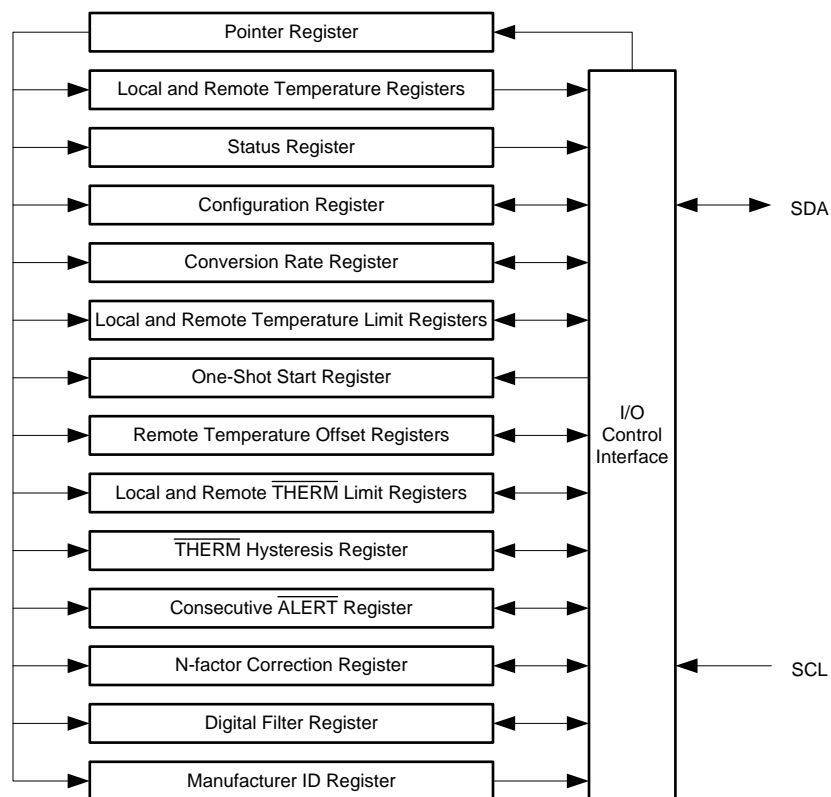 Pointer Register
Local and Remote Temperature Registers
Status Register
Configuration Register
SDA
Conversion Rate Register
Local and Remote Temperature Limit Registers
One-Shot Start Register
I/O
Control
Interface
Remote Temperature Offset Registers
Local and Remote THERM Limit Registers
THERM Hysteresis Register
Consecutive ALERT Register
N-factor Correction Register
SCL
Digital Filter Register
Manufacturer ID Register